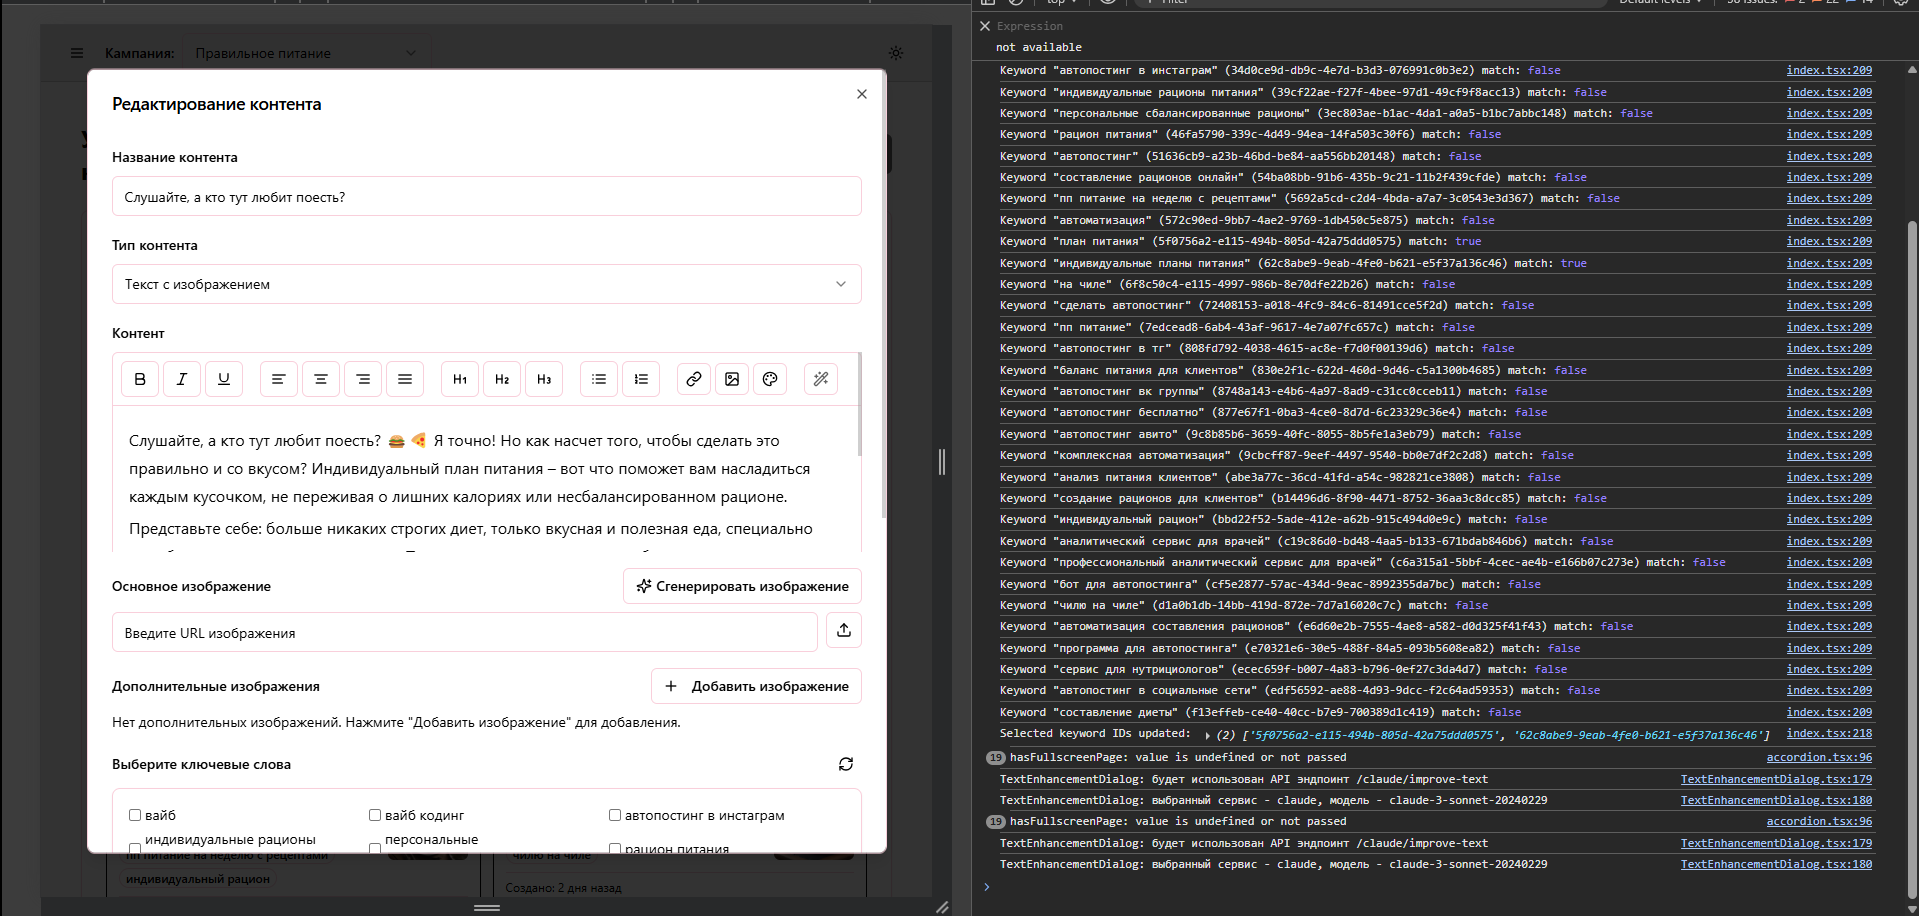 Кампания: Правильное питание
Редактирование контента
Название контента
Слушайте, а кто тут любит поесть?
Тип контента
Текст с изображением
Контент
B I U H1 H2 H3
Слушайте, а кто тут любит поесть? 🍔 🍕 Я точно! Но как насчет того, чтобы сделать это
правильно и со вкусом? Индивидуальный план питания – вот что поможет вам насладиться
каждым кусочком, не переживая о лишних калориях или несбалансированном рационе.
Представьте себе: больше никаких строгих диет, только вкусная и полезная еда, специально
Основное изображение
Сгенерировать изображение
Введите URL изображения
Дополнительные изображения
Добавить изображение
Нет дополнительных изображений. Нажмите "Добавить изображение" для добавления.
Выберите ключевые слова
вайб вайб кодинг автопостинг в инстаграм
индивидуальные рационы персональные рацион питания
пп питание на неделю с рецептами чилю на чиле
индивидуальный рацион
Создано: 2 дня назад
top Filter Default levels
Expression
not available
Keyword "автопостинг в инстаграм" (34d0ce9d-db9c-4e7d-b3d3-076991c0b3e2) match: false index.tsx:209
Keyword "индивидуальные рационы питания" (39cf22ae-f27f-4bee-97d1-49cf9f8acc13) match: false index.tsx:209
Keyword "персональные сбалансированные рационы" (3ec803ae-b1ac-4da1-a0a5-b1bc7abbc148) match: false index.tsx:209
Keyword "рацион питания" (46fa5790-339c-4d49-94ea-14fa503c30f6) match: false index.tsx:209
Keyword "автопостинг" (51636cb9-a23b-46bd-be84-aa556bb20148) match: false index.tsx:209
Keyword "составление рационов онлайн" (54ba08bb-91b6-435b-9c21-11b2f439cfde) match: false index.tsx:209
Keyword "пп питание на неделю с рецептами" (5692a5cd-c2d4-4bda-a7a7-3c0543e3d367) match: false index.tsx:209
Keyword "автоматизация" (572c90ed-9bb7-4ae2-9769-1db450c5e875) match: false index.tsx:209
Keyword "план питания" (5f0756a2-e115-494b-805d-42a75ddd0575) match: true index.tsx:209
Keyword "индивидуальные планы питания" (62c8abe9-9eab-4fe0-b621-e5f37a136c46) match: true index.tsx:209
Keyword "на чиле" (6f8c50c4-e115-4997-986b-8e70dfe22b26) match: false index.tsx:209
Keyword "сделать автопостинг" (72408153-a018-4fc9-84c6-81491cce5f2d) match: false index.tsx:209
Keyword "пп питание" (7edcead8-6ab4-43af-9617-4e7a07fc657c) match: false index.tsx:209
Keyword "автопостинг в тг" (808fd792-4038-4615-ac8e-f7d0f00139d6) match: false index.tsx:209
Keyword "баланс питания для клиентов" (830e2f1c-622d-460d-9d46-c5a1300b4685) match: false index.tsx:209
Keyword "автопостинг вк группы" (8748a143-e4b6-4a97-8ad9-c31cc0cceb11) match: false index.tsx:209
Keyword "автопостинг бесплатно" (877e67f1-0ba3-4ce0-8d7d-6c23329c36e4) match: false index.tsx:209
Keyword "автопостинг авито" (9c8b85b6-3659-40fc-8055-8b5fe1a3eb79) match: false index.tsx:209
Keyword "комплексная автоматизация" (9cbcff87-9eef-4497-9540-bb0e7df2c2d8) match: false index.tsx:209
Keyword "анализ питания клиентов" (abe3a77c-36cd-41fd-a54c-982821ce3808) match: false index.tsx:209
Keyword "создание рационов для клиентов" (b14496d6-8f90-4471-8752-36aa3c8dcc85) match: false index.tsx:209
Keyword "индивидуальный рацион" (bbd22f52-5ade-412e-a62b-915c494d0e9c) match: false index.tsx:209
Keyword "аналитический сервис для врачей" (c19c86d0-bd48-4aa5-b133-671bdab846b6) match: false index.tsx:209
Keyword "профессиональный аналитический сервис для врачей" (c6a315a1-5bbf-4cec-ae4b-e166b07c273e) match: false index.tsx:209
Keyword "бот для автопостинга" (cf5e2877-57ac-434d-9eac-8992355da7bc) match: false index.tsx:209
Keyword "чилю на чиле" (d1a0b1db-14bb-419d-872e-7d7a16020c7c) match: false index.tsx:209
Keyword "автоматизация составления рационов" (e6d60e2b-7555-4ae8-a582-d0d325f41f43) match: false index.tsx:209
Keyword "программа для автопостинга" (e70321e6-30e5-488f-84a5-093b5608ea82) match: false index.tsx:209
Keyword "сервис для нутрициологов" (ecec659f-b007-4a83-b796-0ef27c3da4d7) match: false index.tsx:209
Keyword "автопостинг в социальные сети" (edf56592-ae88-4d93-9dcc-f2c64ad59353) match: false index.tsx:209
Keyword "составление диеты" (f13effeb-ce40-40cc-b7e9-700389d1c419) match: false index.tsx:209
Selected keyword IDs updated: (2) ['5f0756a2-e115-494b-805d-42a75ddd0575', '62c8abe9-9eab-4fe0-b621-e5f37a136c46'] index.tsx:218
19 hasFullscreenPage: value is undefined or not passed accordion.tsx:96
TextEnhancementDialog: будет использован API эндпоинт /claude/improve-text TextEnhancementDialog.tsx:179
TextEnhancementDialog: выбранный сервис - claude, модель - claude-3-sonnet-20240229 TextEnhancementDialog.tsx:180
19 hasFullscreenPage: value is undefined or not passed accordion.tsx:96
TextEnhancementDialog: будет использован API эндпоинт /claude/improve-text TextEnhancementDialog.tsx:179
TextEnhancementDialog: выбранный сервис - claude, модель - claude-3-sonnet-20240229 TextEnhancementDialog.tsx:180